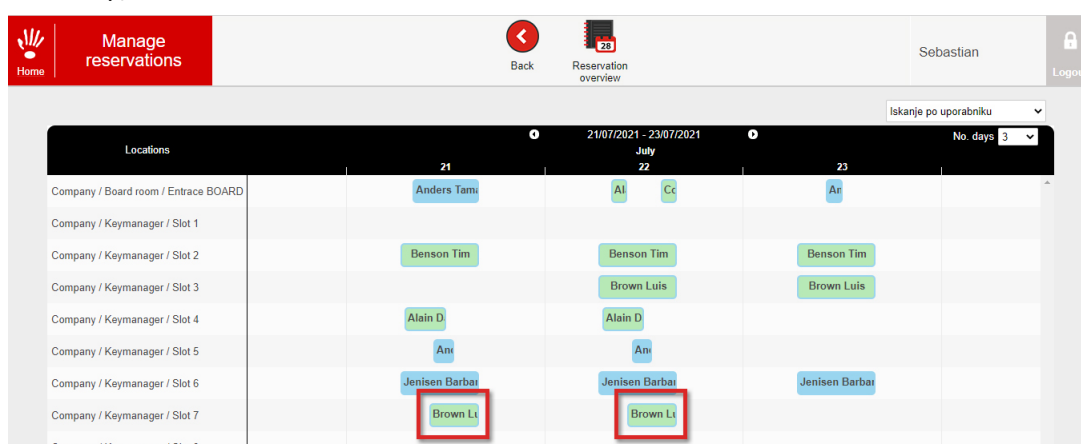 Home
Manage
reservations
Back
28
Reservation
overview
Sebastian
Logou
Iskanje po uporabniku
Locations
21/07/2021 - 23/07/2021
No. days 3
July
21 22 23
Company / Board room / Entrace BOARD Anders Tama Al Co An
Company / Keymanager / Slot 1
Company / Keymanager / Slot 2 Benson Tim Benson Tim Benson Tim
Company / Keymanager / Slot 3 Brown Luis Brown Luis
Company / Keymanager / Slot 4 Alain D Alain D
Company / Keymanager / Slot 5 And And
Company / Keymanager / Slot 6 Jenisen Barbar Jenisen Barbar Jenisen Barbar
Company / Keymanager / Slot 7 Brown Lu Brown Lu